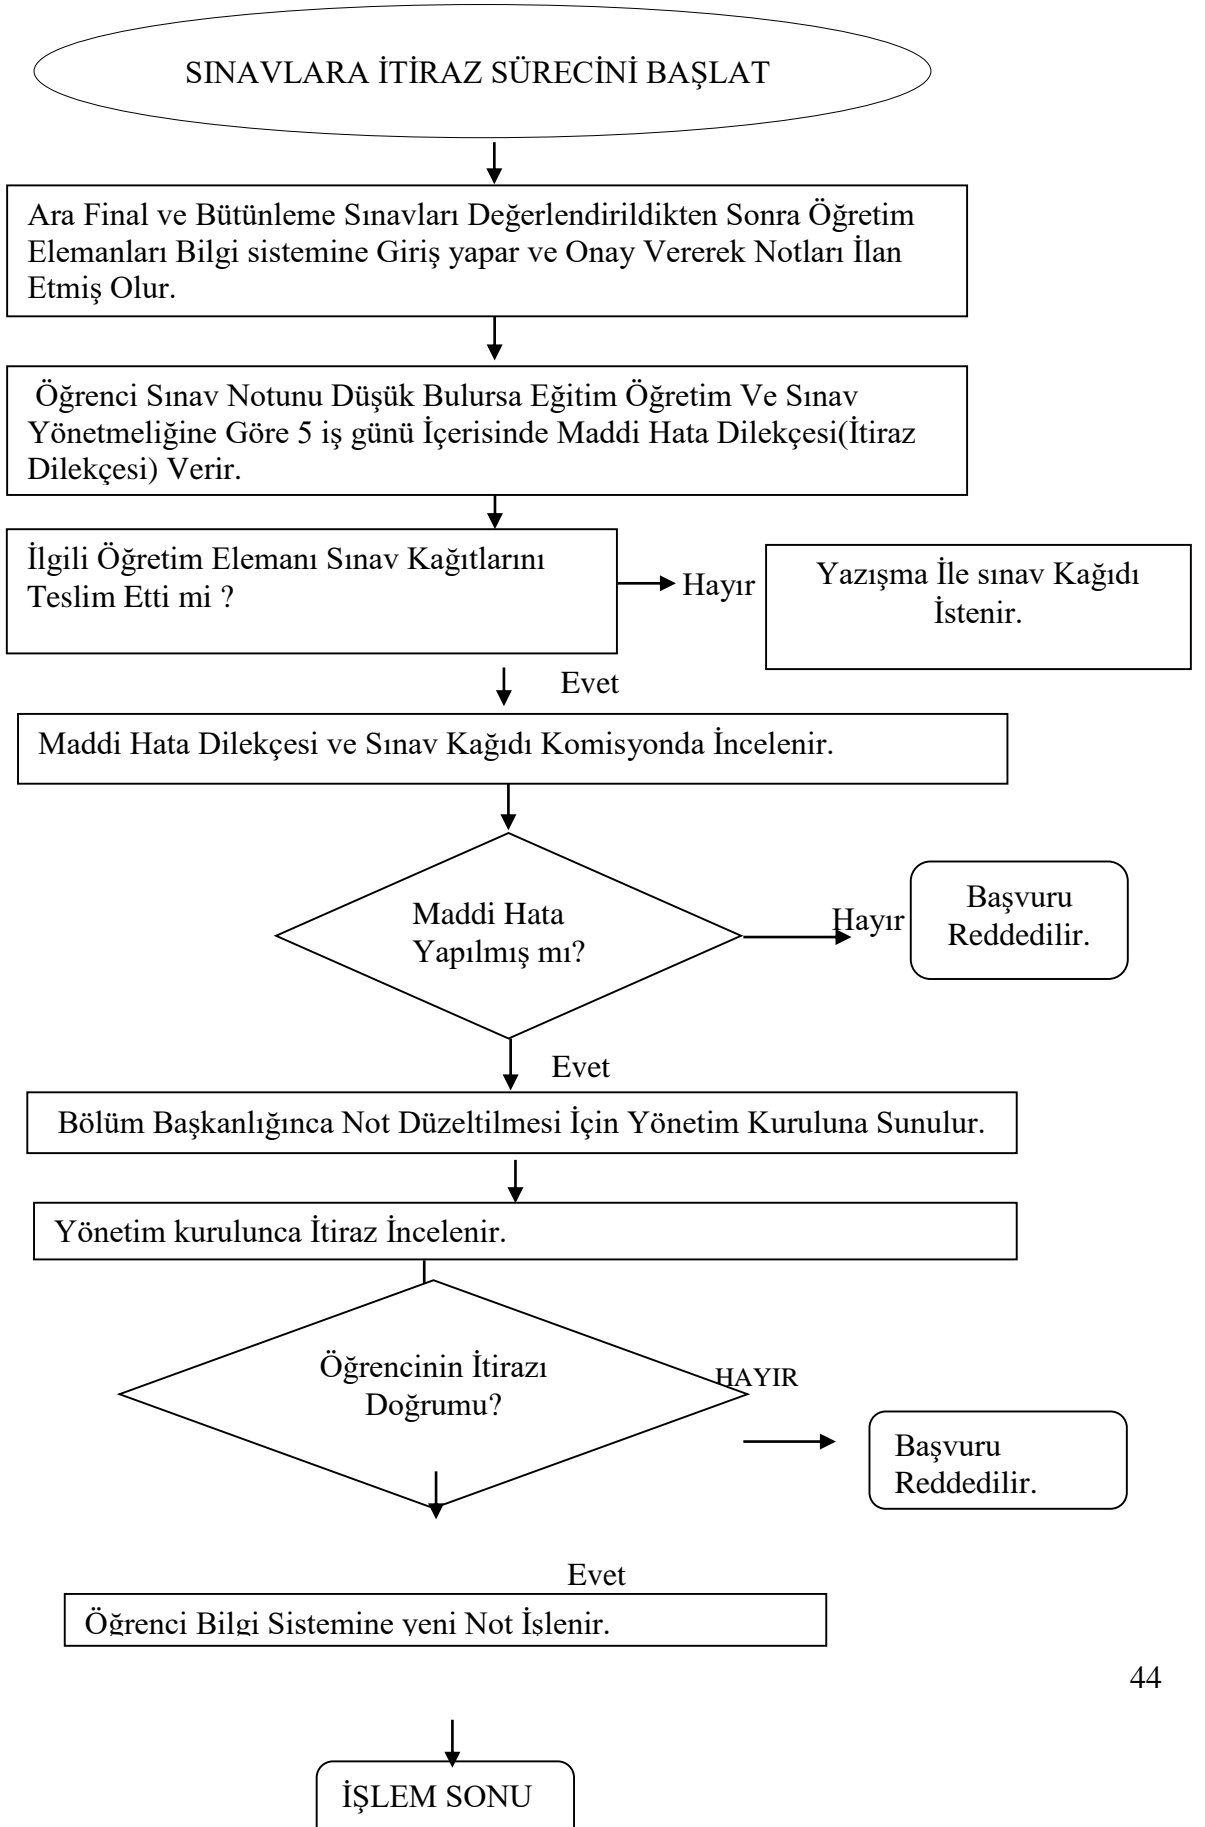 SINAVLARA İTİRAZ SÜRECİNİ BAŞLAT
Ara Final ve Bütünleme Sınavları Değerlendirildikten Sonra Öğretim
Elemanları Bilgi sistemine Giriş yapar ve Onay Vererek Notları İlan
Etmiş Olur.
Öğrenci Sınav Notunu Düşük Bulursa Eğitim Öğretim Ve Sınav
Yönetmeliğine Göre 5 iş günü İçerisinde Maddi Hata Dilekçesi(İtiraz
Dilekçesi) Verir.
İlgili Öğretim Elemanı Sınav Kağıtlarını
Teslim Etti mi ?
Hayır
Yazışma İle sınav Kağıdı
İstenir.
Evet
Maddi Hata Dilekçesi ve Sınav Kağıdı Komisyonda İncelenir.
Maddi Hata
Yapılmış mı?
Hayır
Başvuru
Reddedilir.
Evet
Bölüm Başkanlığınca Not Düzeltilmesi İçin Yönetim Kuruluna Sunulur.
Yönetim kurulunca İtiraz İncelenir.
Öğrencinin İtirazı
Doğrumu?
HAYIR
Başvuru
Reddedilir.
Evet
Öğrenci Bilgi Sistemine yeni Not İşlenir.
44
İŞLEM SONU